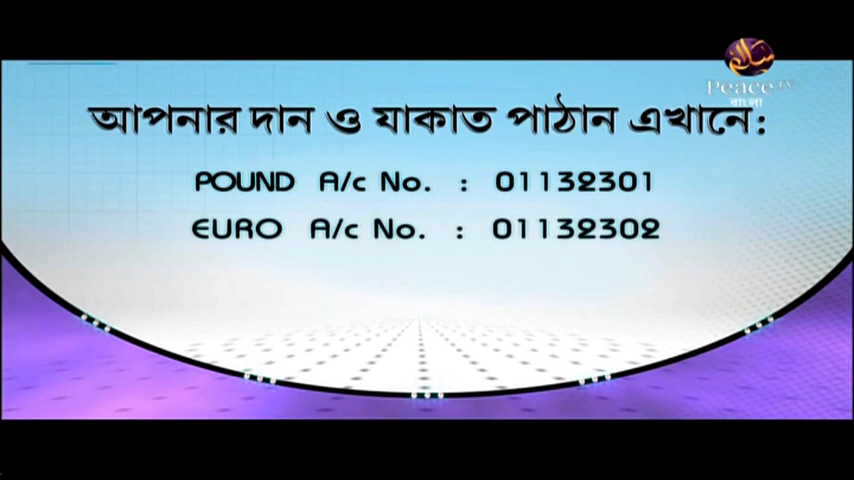 Peace TV
বাংলা
আপনার দান ও যাকাত পাঠান এখানে:
POUND A/c No. : 01132301
EURO A/c No. : 01132302